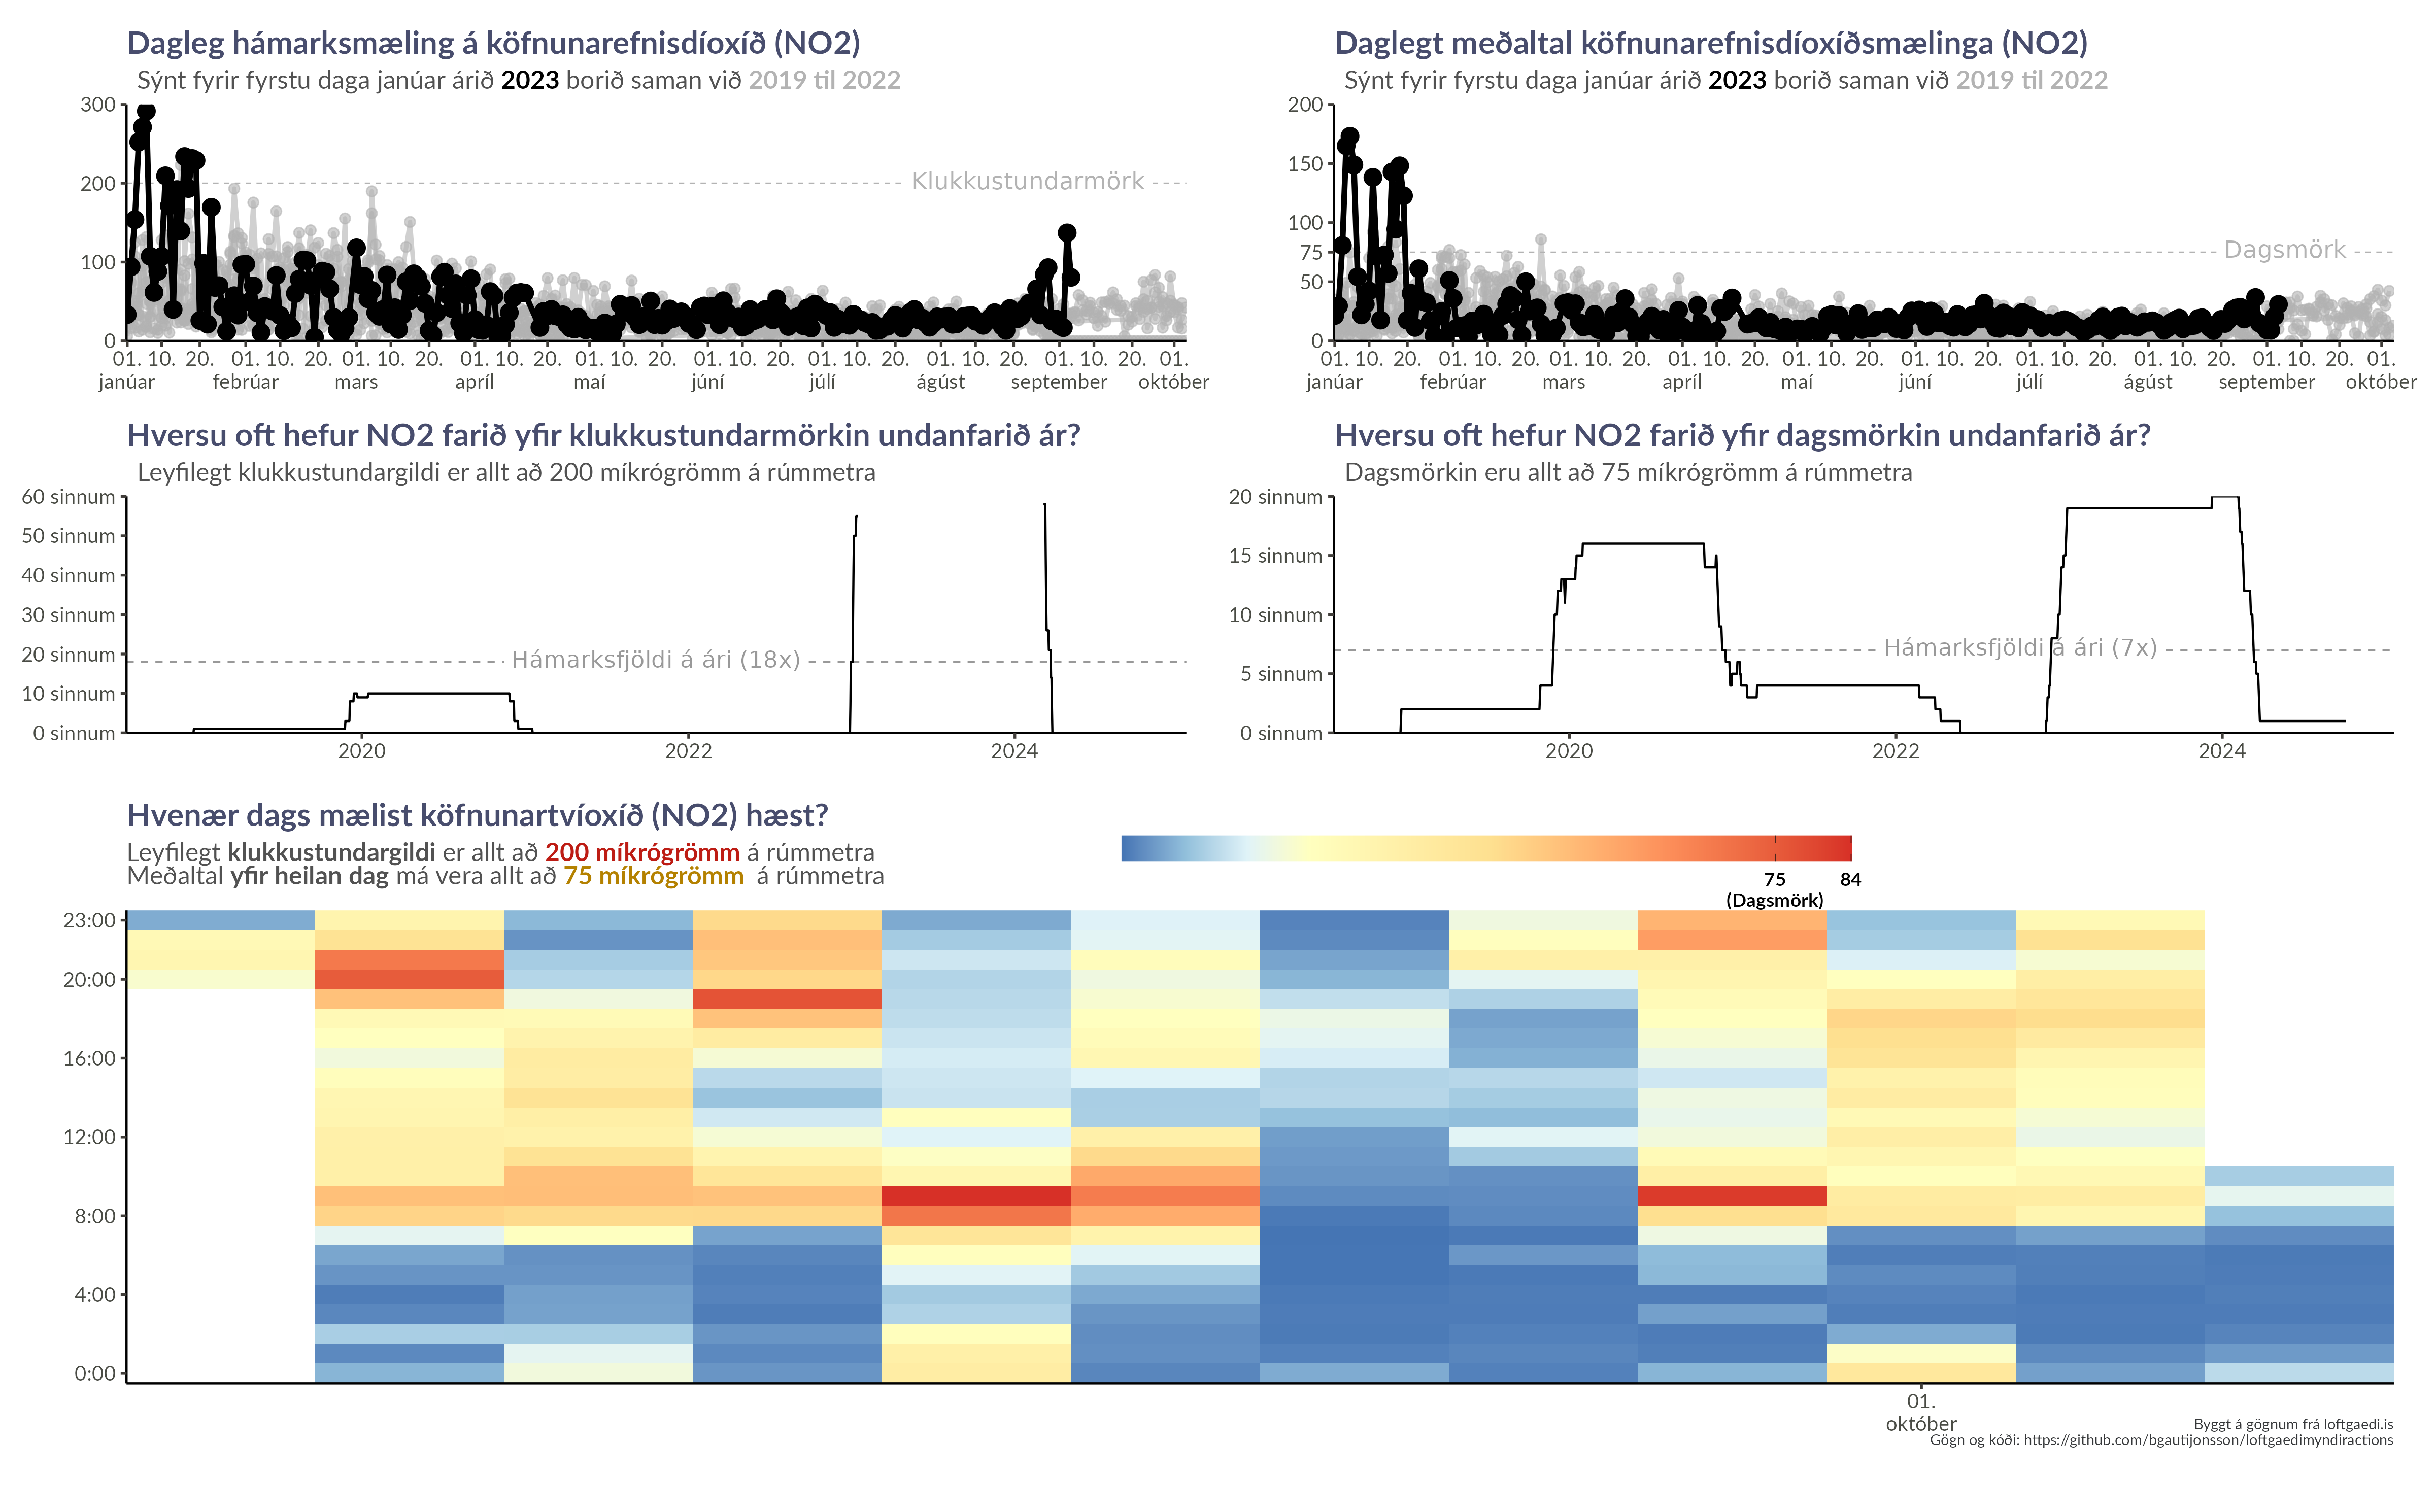 Dagleg hámarksmæling á köfnunarefnisdíoxíð (NO2)
Sýnt fyrir fyrstu daga janúar árið 2023 borið saman við 2019 til 2022
300
200
100
0
Klukkustundarmörk
01. 10. 20. 01. 10. 20. 01. 10. 20. 01. 10. 20. 01. 10. 20. 01. 10. 20. 01. 10. 20. 01. 10. 20. 01. 10. 20. 01.
janúar febrúar mars apríl maí júní júlí ágúst september október
Daglegt meðaltal köfnunarefnisdíoxíðsmælinga (NO2)
Sýnt fyrir fyrstu daga janúar árið 2023 borið saman við 2019 til 2022
200
150
100
75
50
0
Dagsmörk
01. 10. 20. 01. 10. 20. 01. 10. 20. 01. 10. 20. 01. 10. 20. 01. 10. 20. 01. 10. 20. 01. 10. 20. 01. 10. 20. 01.
janúar febrúar mars apríl maí júní júlí ágúst september október
Hversu oft hefur NO2 farið yfir klukkustundarmörkin undanfarið ár?
Leyfilegt klukkustundargildi er allt að 200 míkrógrömm á rúmmetra
60 sinnum
50 sinnum
40 sinnum
30 sinnum
20 sinnum
10 sinnum
0 sinnum
Hámarksfjöldi á ári (18x)
2020 2022 2024
Hversu oft hefur NO2 farið yfir dagsmörkin undanfarið ár?
Dagsmörkin eru allt að 75 míkrógrömm á rúmmetra
20 sinnum
15 sinnum
10 sinnum
5 sinnum
0 sinnum
Hámarksfjöldi á ári (7x)
2020 2022 2024
Hvenær dags mælist köfnunartvíoxíð (NO2) hæst?
Leyfilegt klukkustundargildi er allt að 200 míkrógrömm á rúmmetra
Meðaltal yfir heilan dag má vera allt að 75 míkrógrömm á rúmmetra
75 84
(Dagsmörk)
23:00
20:00
16:00
12:00
8:00
4:00
0:00
01.
október
Byggt á gögnum frá loftgaedi.is
Gögn og kóði: https://github.com/bgautijonsson/loftgaedimyndiractions